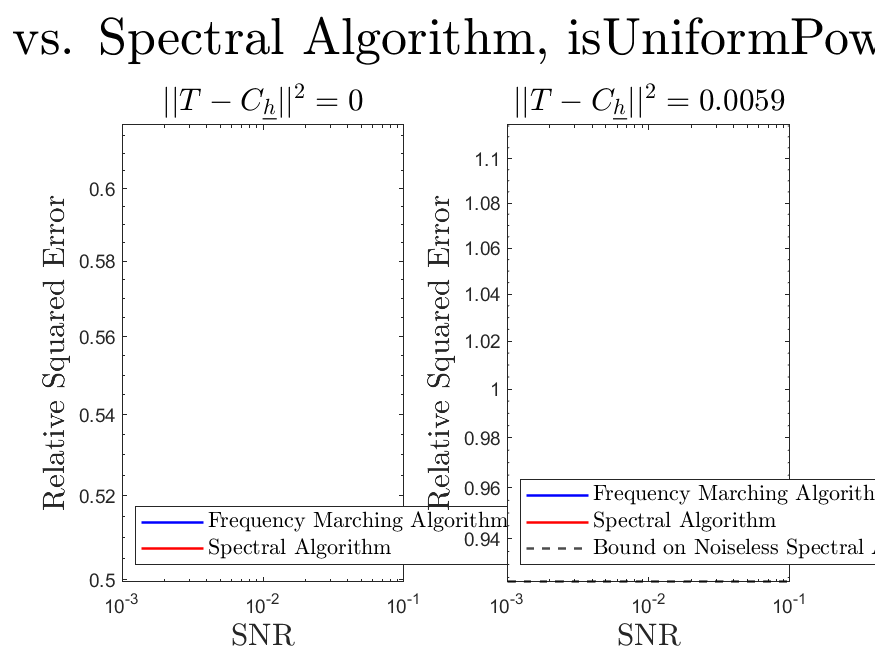 vs. Spectral Algorithm, isUniformPow
||T − C_h||^2 = 0
||T − C_h||^2 = 0.0059
Relative Squared Error
0.6
0.58
0.56
0.54
0.52
0.5
Frequency Marching Algorithm
Spectral Algorithm
10^-3
10^-2
10^-1
SNR
Relative Squared Error
1.1
1.08
1.06
1.04
1.02
1
0.98
0.96
0.94
Frequency Marching Algorith
Spectral Algorithm
Bound on Noiseless Spectral A
10^-3
10^-2
10^-1
SNR